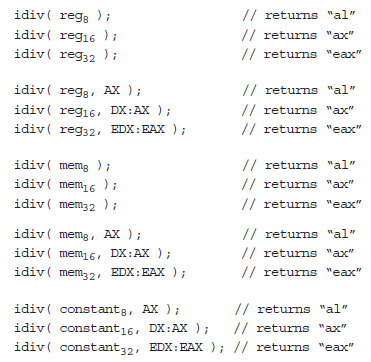 idiv( reg8 ); // returns "al"
idiv( reg16 ); // returns "ax"
idiv( reg32 ); // returns "eax"
idiv( reg8, AX ); // returns "al"
idiv( reg16, DX:AX ); // returns "ax"
idiv( reg32, EDX:EAX ); // returns "eax"
idiv( mem8 ); // returns "al"
idiv( mem16 ); // returns "ax"
idiv( mem32 ); // returns "eax"
idiv( mem8, AX ); // returns "al"
idiv( mem16, DX:AX ); // returns "ax"
idiv( mem32, EDX:EAX ); // returns "eax"
idiv( constant8, AX ); // returns "al"
idiv( constant16, DX:AX ); // returns "ax"
idiv( constant32, EDX:EAX ); // returns "eax"